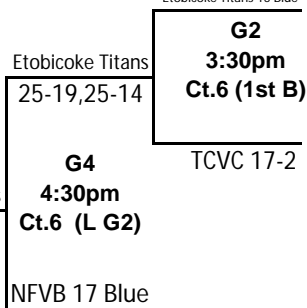 G2
3:30pm
Ct.6 (1st B)
Etobicoke Titans
25-19,25-14
TCVC 17-2
G4
4:30pm
Ct.6 (L G2)
NFVB 17 Blue